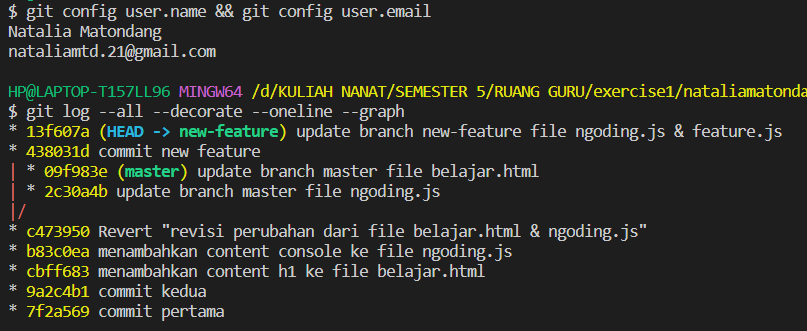 $ git config user.name && git config user.email
Natalia Matondang
nataliamtd.21@gmail.com
HP@LAPTOP-T157LL96 MINGW64 /d/KULIAH NANAT/SEMESTER 5/RUANG GURU/exercise1/nataliamatonda
$ git log --all --decorate --oneline --graph
* 13f607a (HEAD -> new-feature) update branch new-feature file ngoding.js & feature.js
* 438031d commit new feature
| * 09f983e (master) update branch master file belajar.html
| * 2c30a4b update branch master file ngoding.js
|/
* c473950 Revert "revisi perubahan dari file belajar.html & ngoding.js"
* b83c0ea menambahkan content console ke file ngoding.js
* cbff683 menambahkan content h1 ke file belajar.html
* 9a2c4b1 commit kedua
* 7f2a569 commit pertama